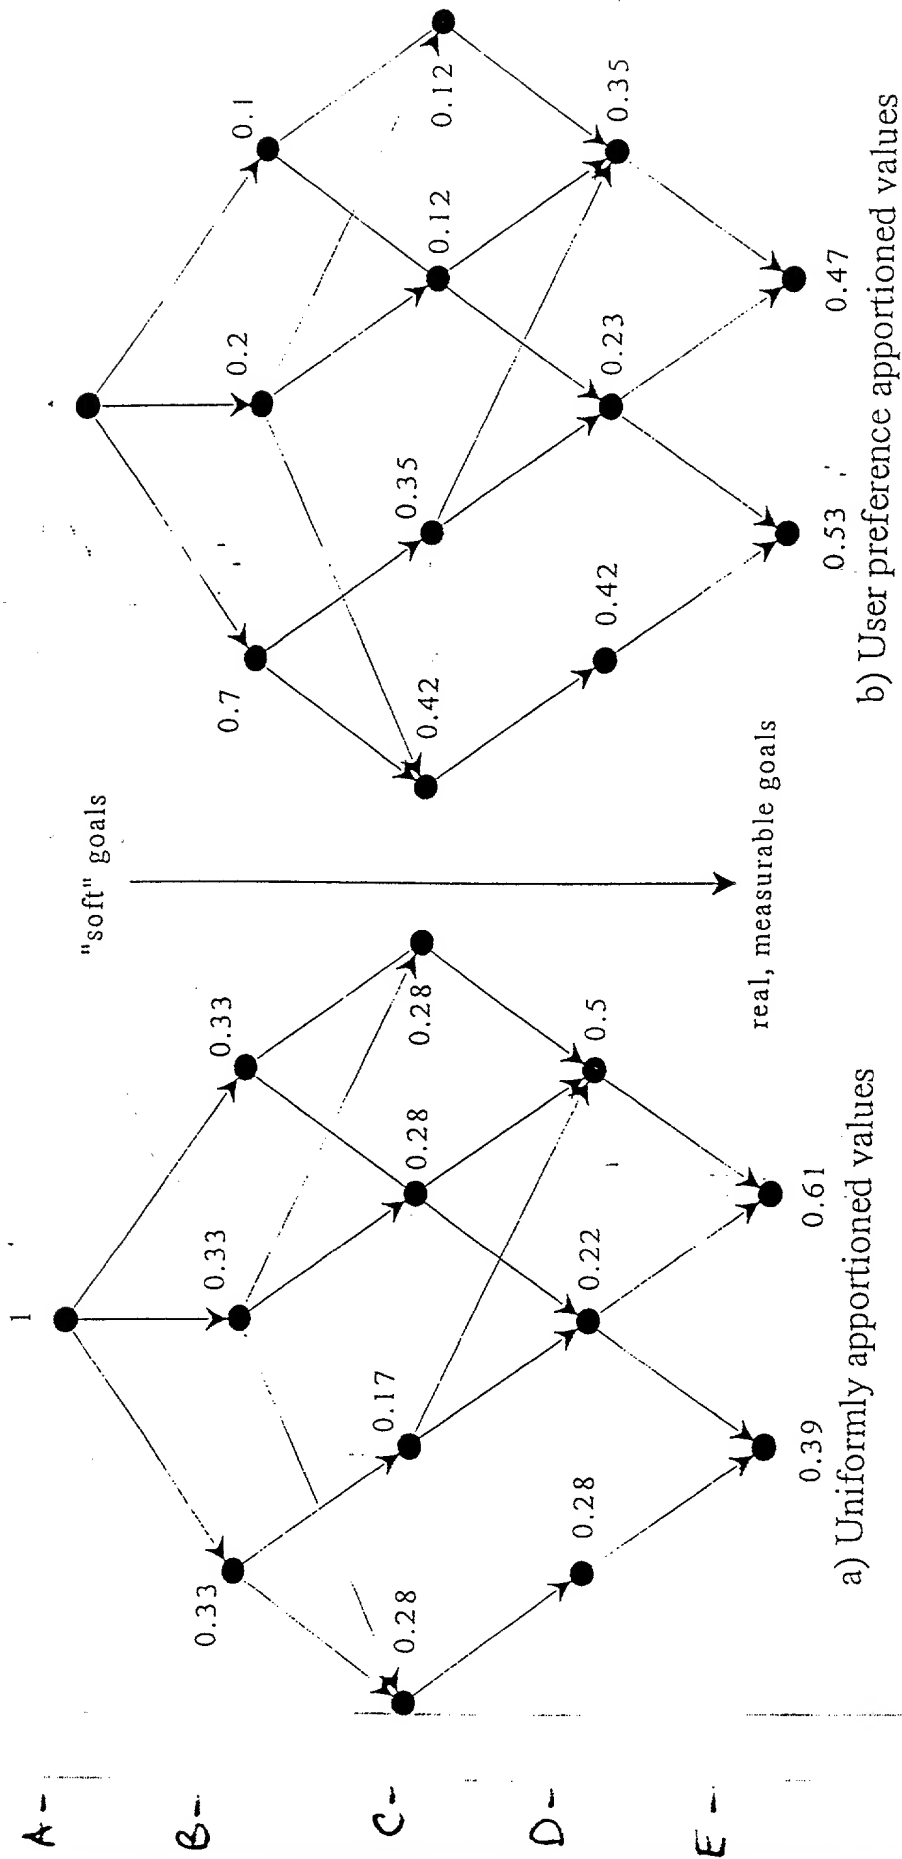 A-
B-
C-
D-
E-
1
0.33
0.33
0.33
0.28
0.17
0.28
0.28
0.28
0.22
0.5
0.39
0.61
a) Uniformly apportioned values
"soft" goals
real, measurable goals
0.7
0.2
0.1
0.42
0.35
0.12
0.12
0.42
0.23
0.35
0.53
0.47
b) User preference apportioned values